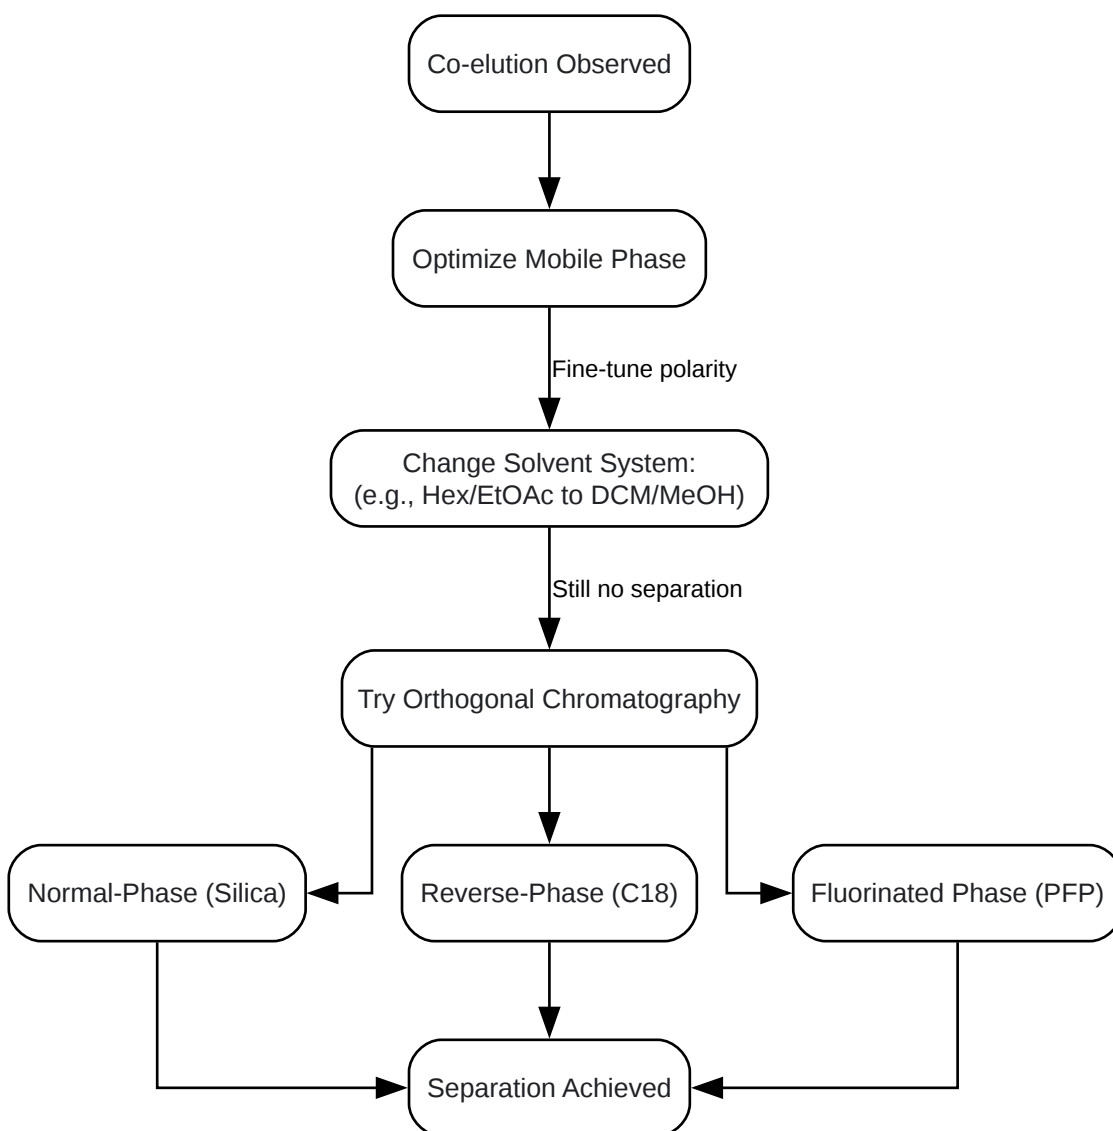 Co-elution Observed
Optimize Mobile Phase
Fine-tune polarity
Change Solvent System:
(e.g., Hex/EtOAc to DCM/MeOH)
Still no separation
Try Orthogonal Chromatography
Normal-Phase (Silica)
Reverse-Phase (C18)
Fluorinated Phase (PFP)
Separation Achieved